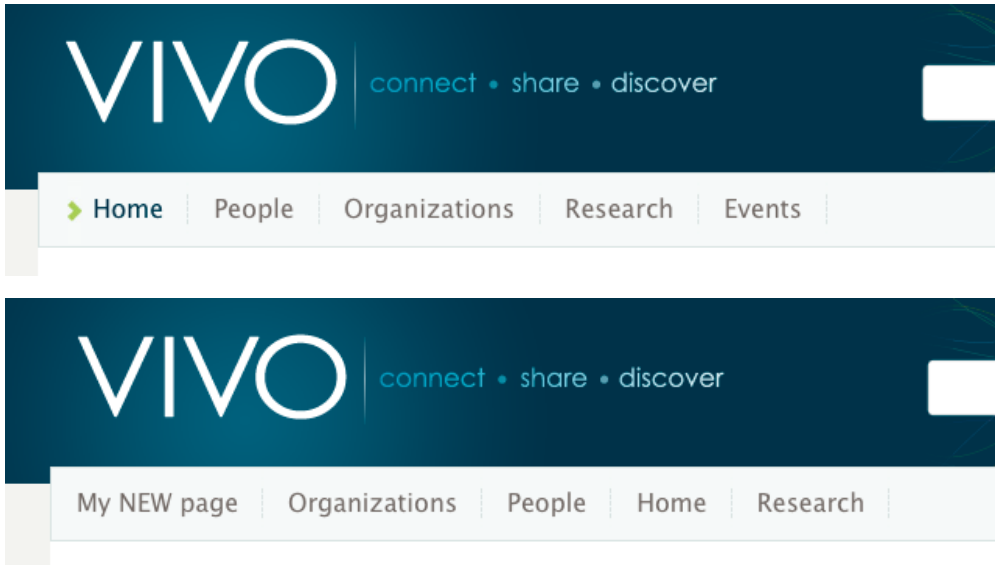 VIVO connect • share • discover
Home People Organizations Research Events
VIVO connect • share • discover
My NEW page Organizations People Home Research